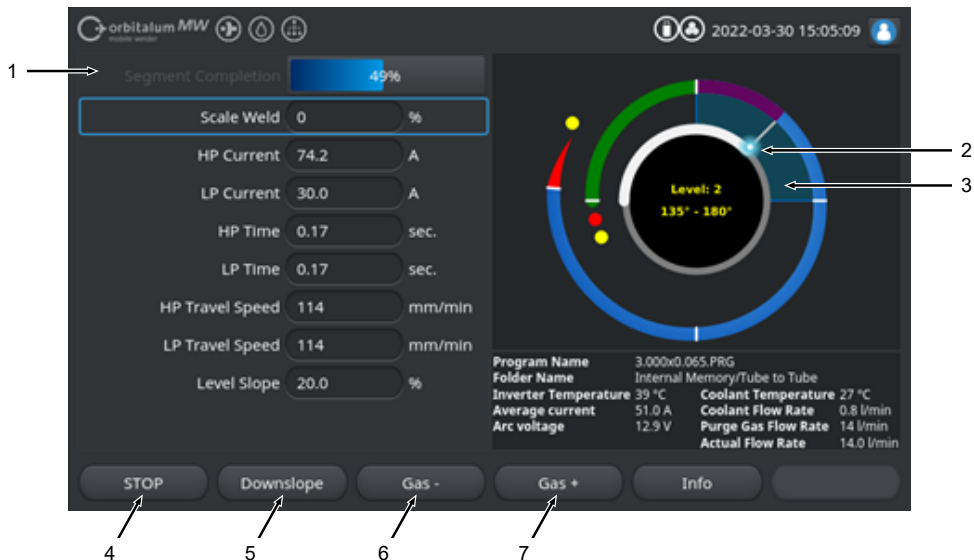 orbitalum MW
mobile welder
2022-03-30 15:05:09
1
Segment Completion 49%
Scale Weld 0 %
HP Current 74.2 A
LP Current 30.0 A
HP Time 0.17 sec.
LP Time 0.17 sec.
HP Travel Speed 114 mm/min
LP Travel Speed 114 mm/min
Level Slope 20.0 %
Level: 2
135° - 180°
2
3
Program Name 3.000x0.065.PRG
Folder Name Internal Memory/Tube to Tube
Inverter Temperature 39 °C Coolant Temperature 27 °C
Average current 51.0 A Coolant Flow Rate 0.8 l/min
Arc voltage 12.9 V Purge Gas Flow Rate 14 l/min
Actual Flow Rate 14.0 l/min
STOP Downslope Gas - Gas + Info
4 5 6 7